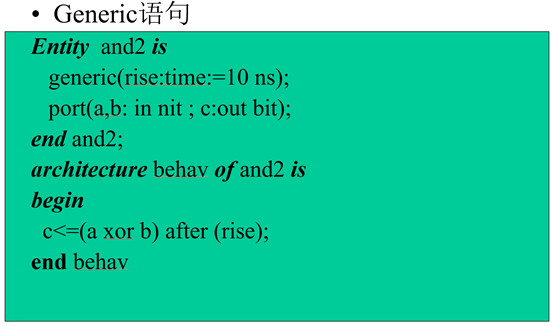 • Generic语句
Entity and2 is
generic(rise:time:=10 ns);
port(a,b: in nit ; c:out bit);
end and2;
architecture behav of and2 is
begin
c<=(a xor b) after (rise);
end behav